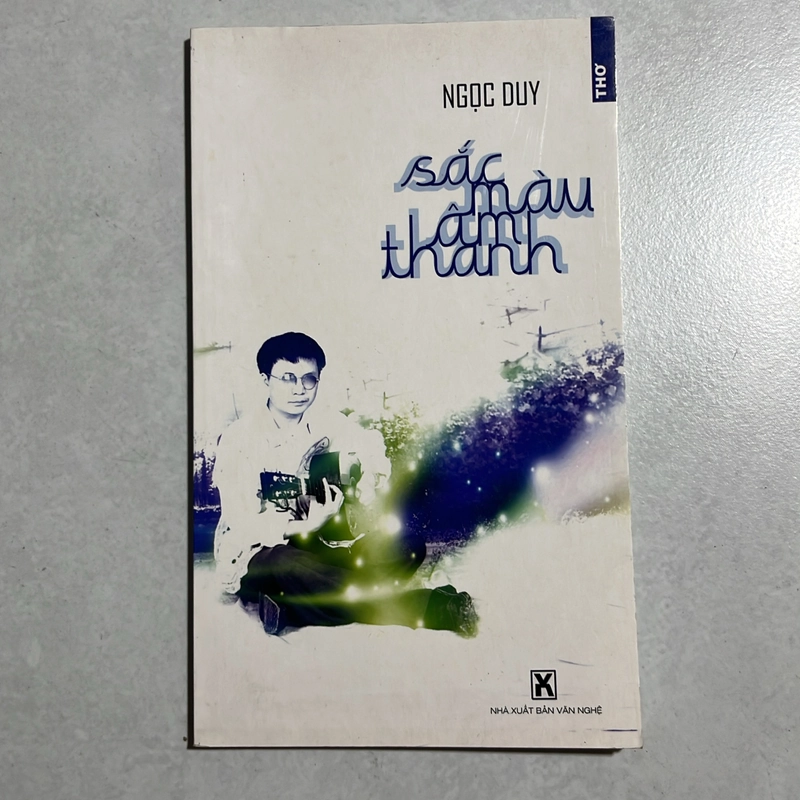 THƠ
NGỌC DUY
sắc
màu
âm
thanh
NHÀ XUẤT BẢN VĂN NGHỆ